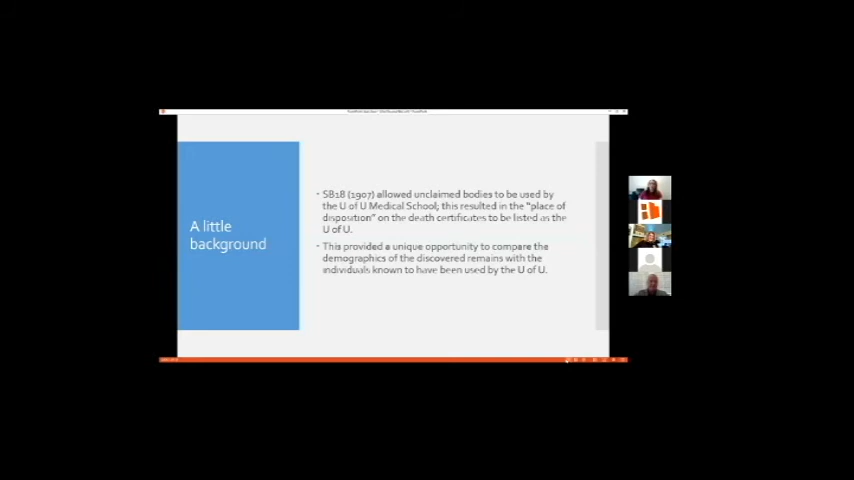 A little
background
SB18 (1907) allowed unclaimed bodies to be used by
the U of U Medical School; this resulted in the "place of
disposition" on the death certificates to be listed as the
U of U.
This provided a unique opportunity to compare the
demographics of the discovered remains with the
individuals known to have been used by the U of U.